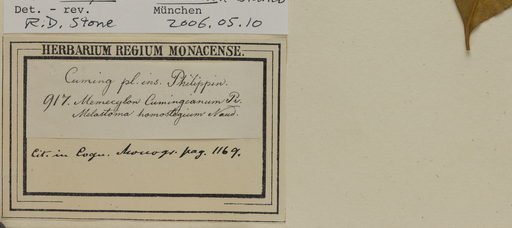 Det. - rev. München
R.D. Stone 2006.05.10
HERBARIUM REGIUM MONACENSE.
Cuming pl. ins. Philippin.
917. Memecylon Cumingeanum Pr.
Melastoma homostegium Naud.
Cit. in Cogn. Monogr. pag. 1169.